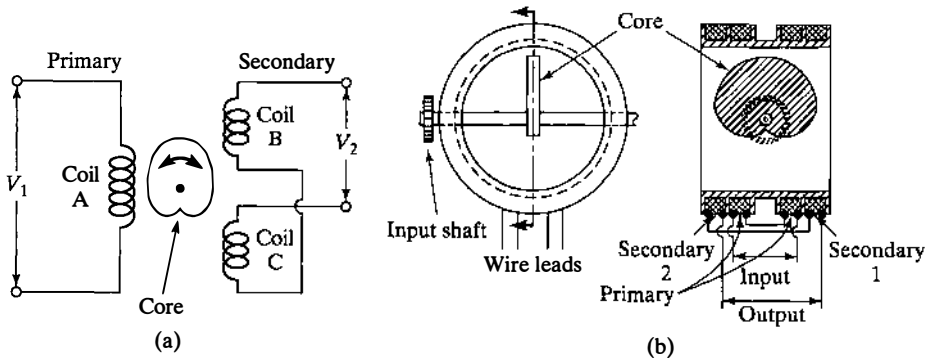 Primary
Secondary
V1
Coil
A
Coil
B
V2
Coil
C
Core
(a)
Core
Input shaft
Wire leads
Secondary
2
Primary
Input
Output
Secondary
1
(b)